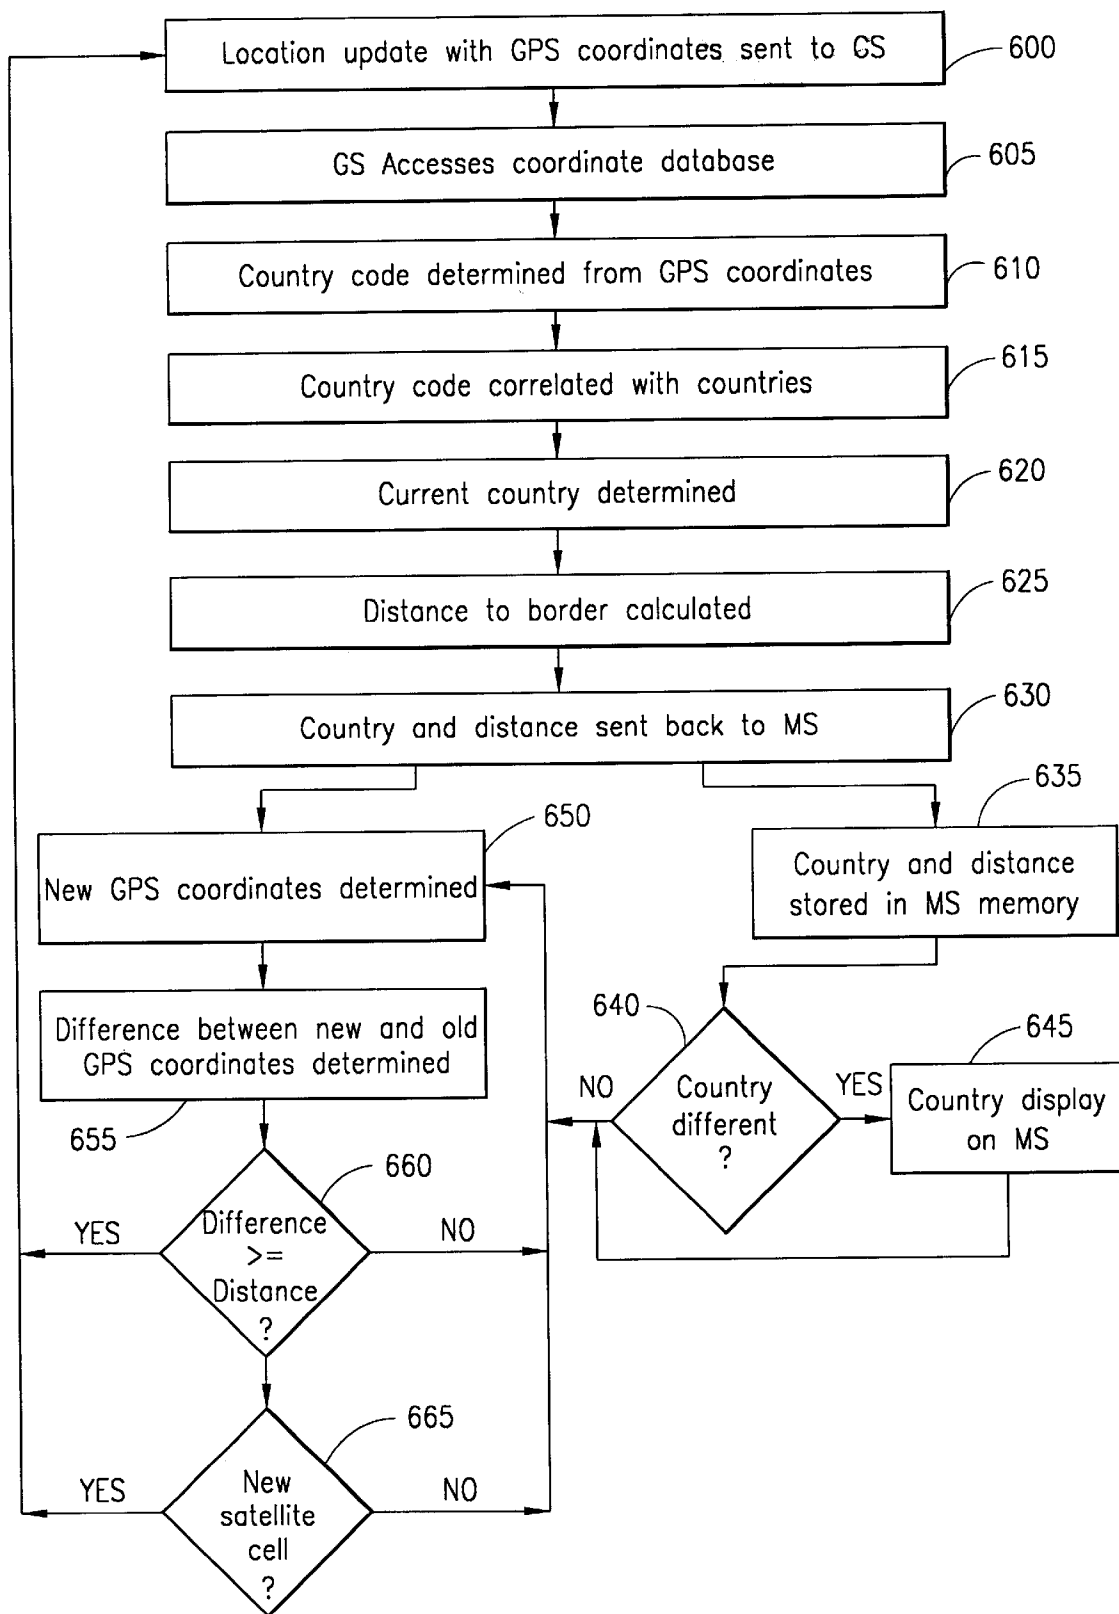 Location update with GPS coordinates sent to GS
600
GS Accesses coordinate database
605
Country code determined from GPS coordinates
610
Country code correlated with countries
615
Current country determined
620
Distance to border calculated
625
Country and distance sent back to MS
630
650
New GPS coordinates determined
635
Country and distance
stored in MS memory
Difference between new and old
GPS coordinates determined
655
640
Country
different
?
NO
YES
645
Country display
on MS
660
Difference
>=
Distance
?
YES
NO
665
New
satellite
cell
?
YES
NO